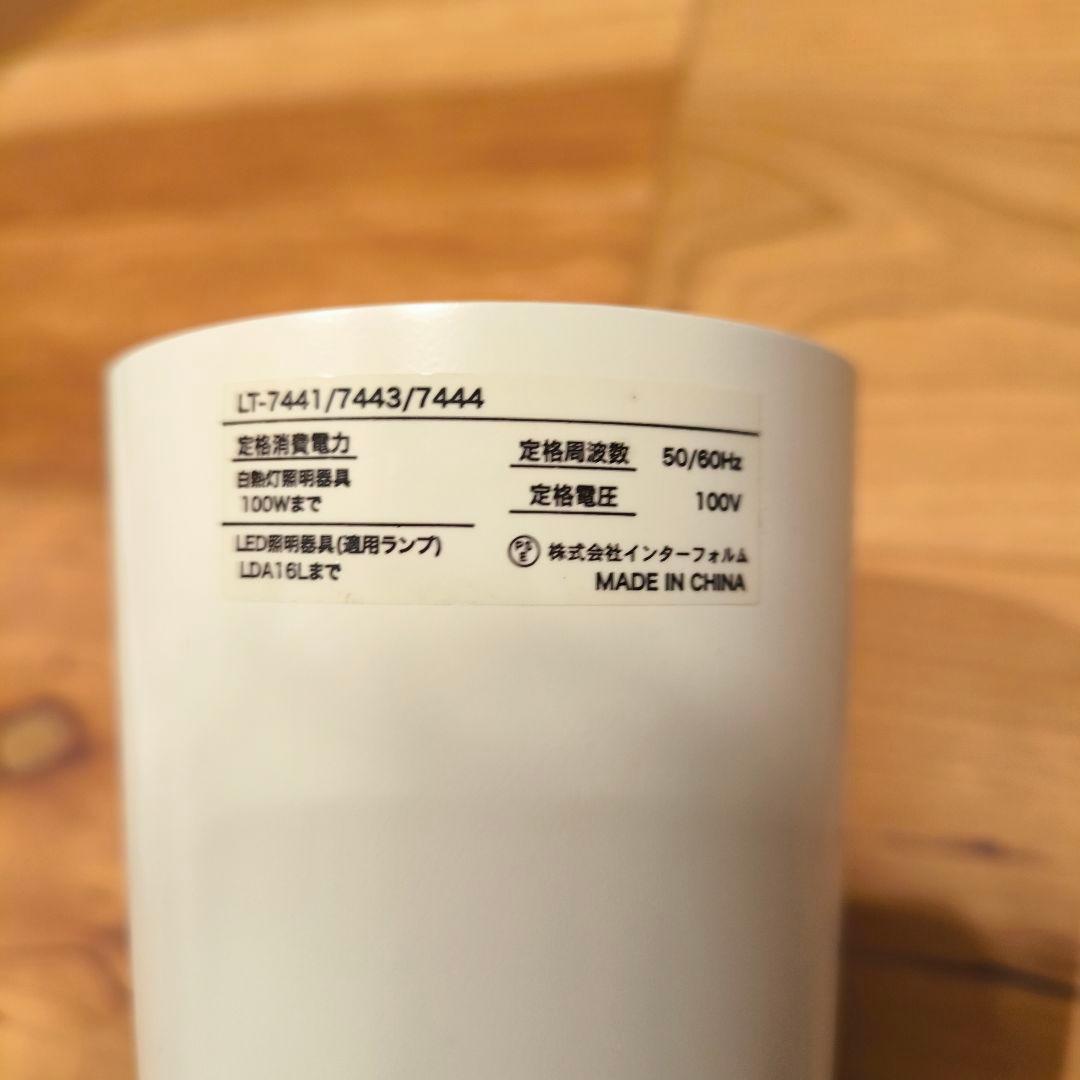 LT-7441/7443/7444
定格消費電力
白熱灯照明器具
100Wまで
LED照明器具(適用ランプ)
LDA16Lまで
定格周波数 50/60Hz
定格電圧 100V
PSE 株式会社インターフォルム
MADE IN CHINA